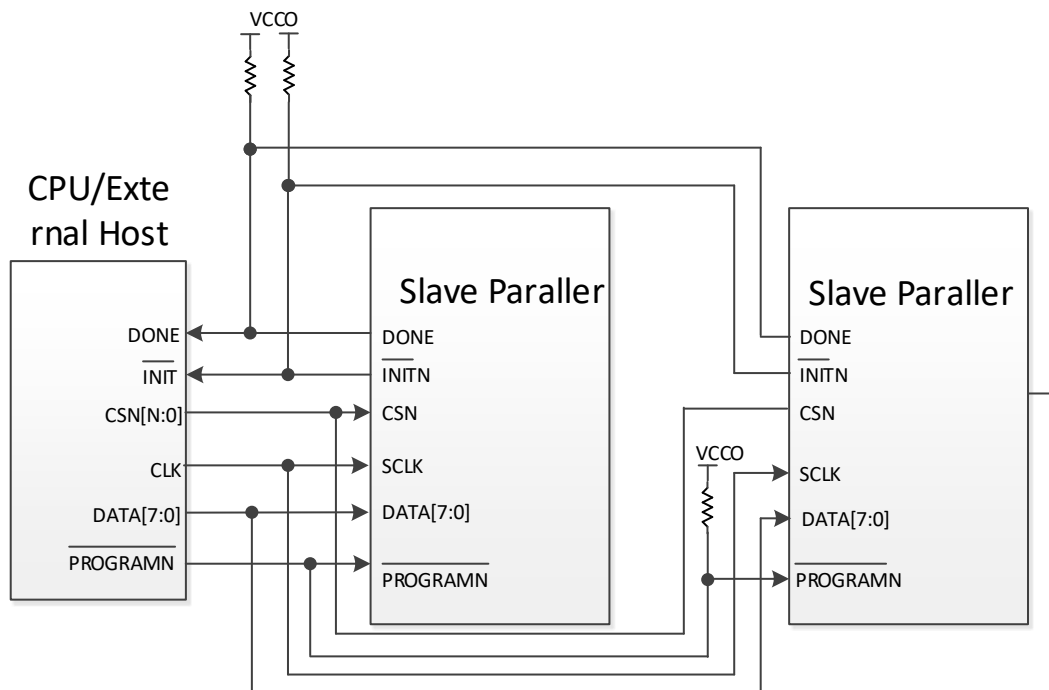 VCCO
CPU/Exte
rnal Host
DONE
INIT
CSN[N:0]
CLK
DATA[7:0]
PROGRAMN
Slave Paraller
DONE
INITN
CSN
SCLK
DATA[7:0]
PROGRAMN
VCCO
Slave Paraller
DONE
INITN
CSN
SCLK
DATA[7:0]
PROGRAMN